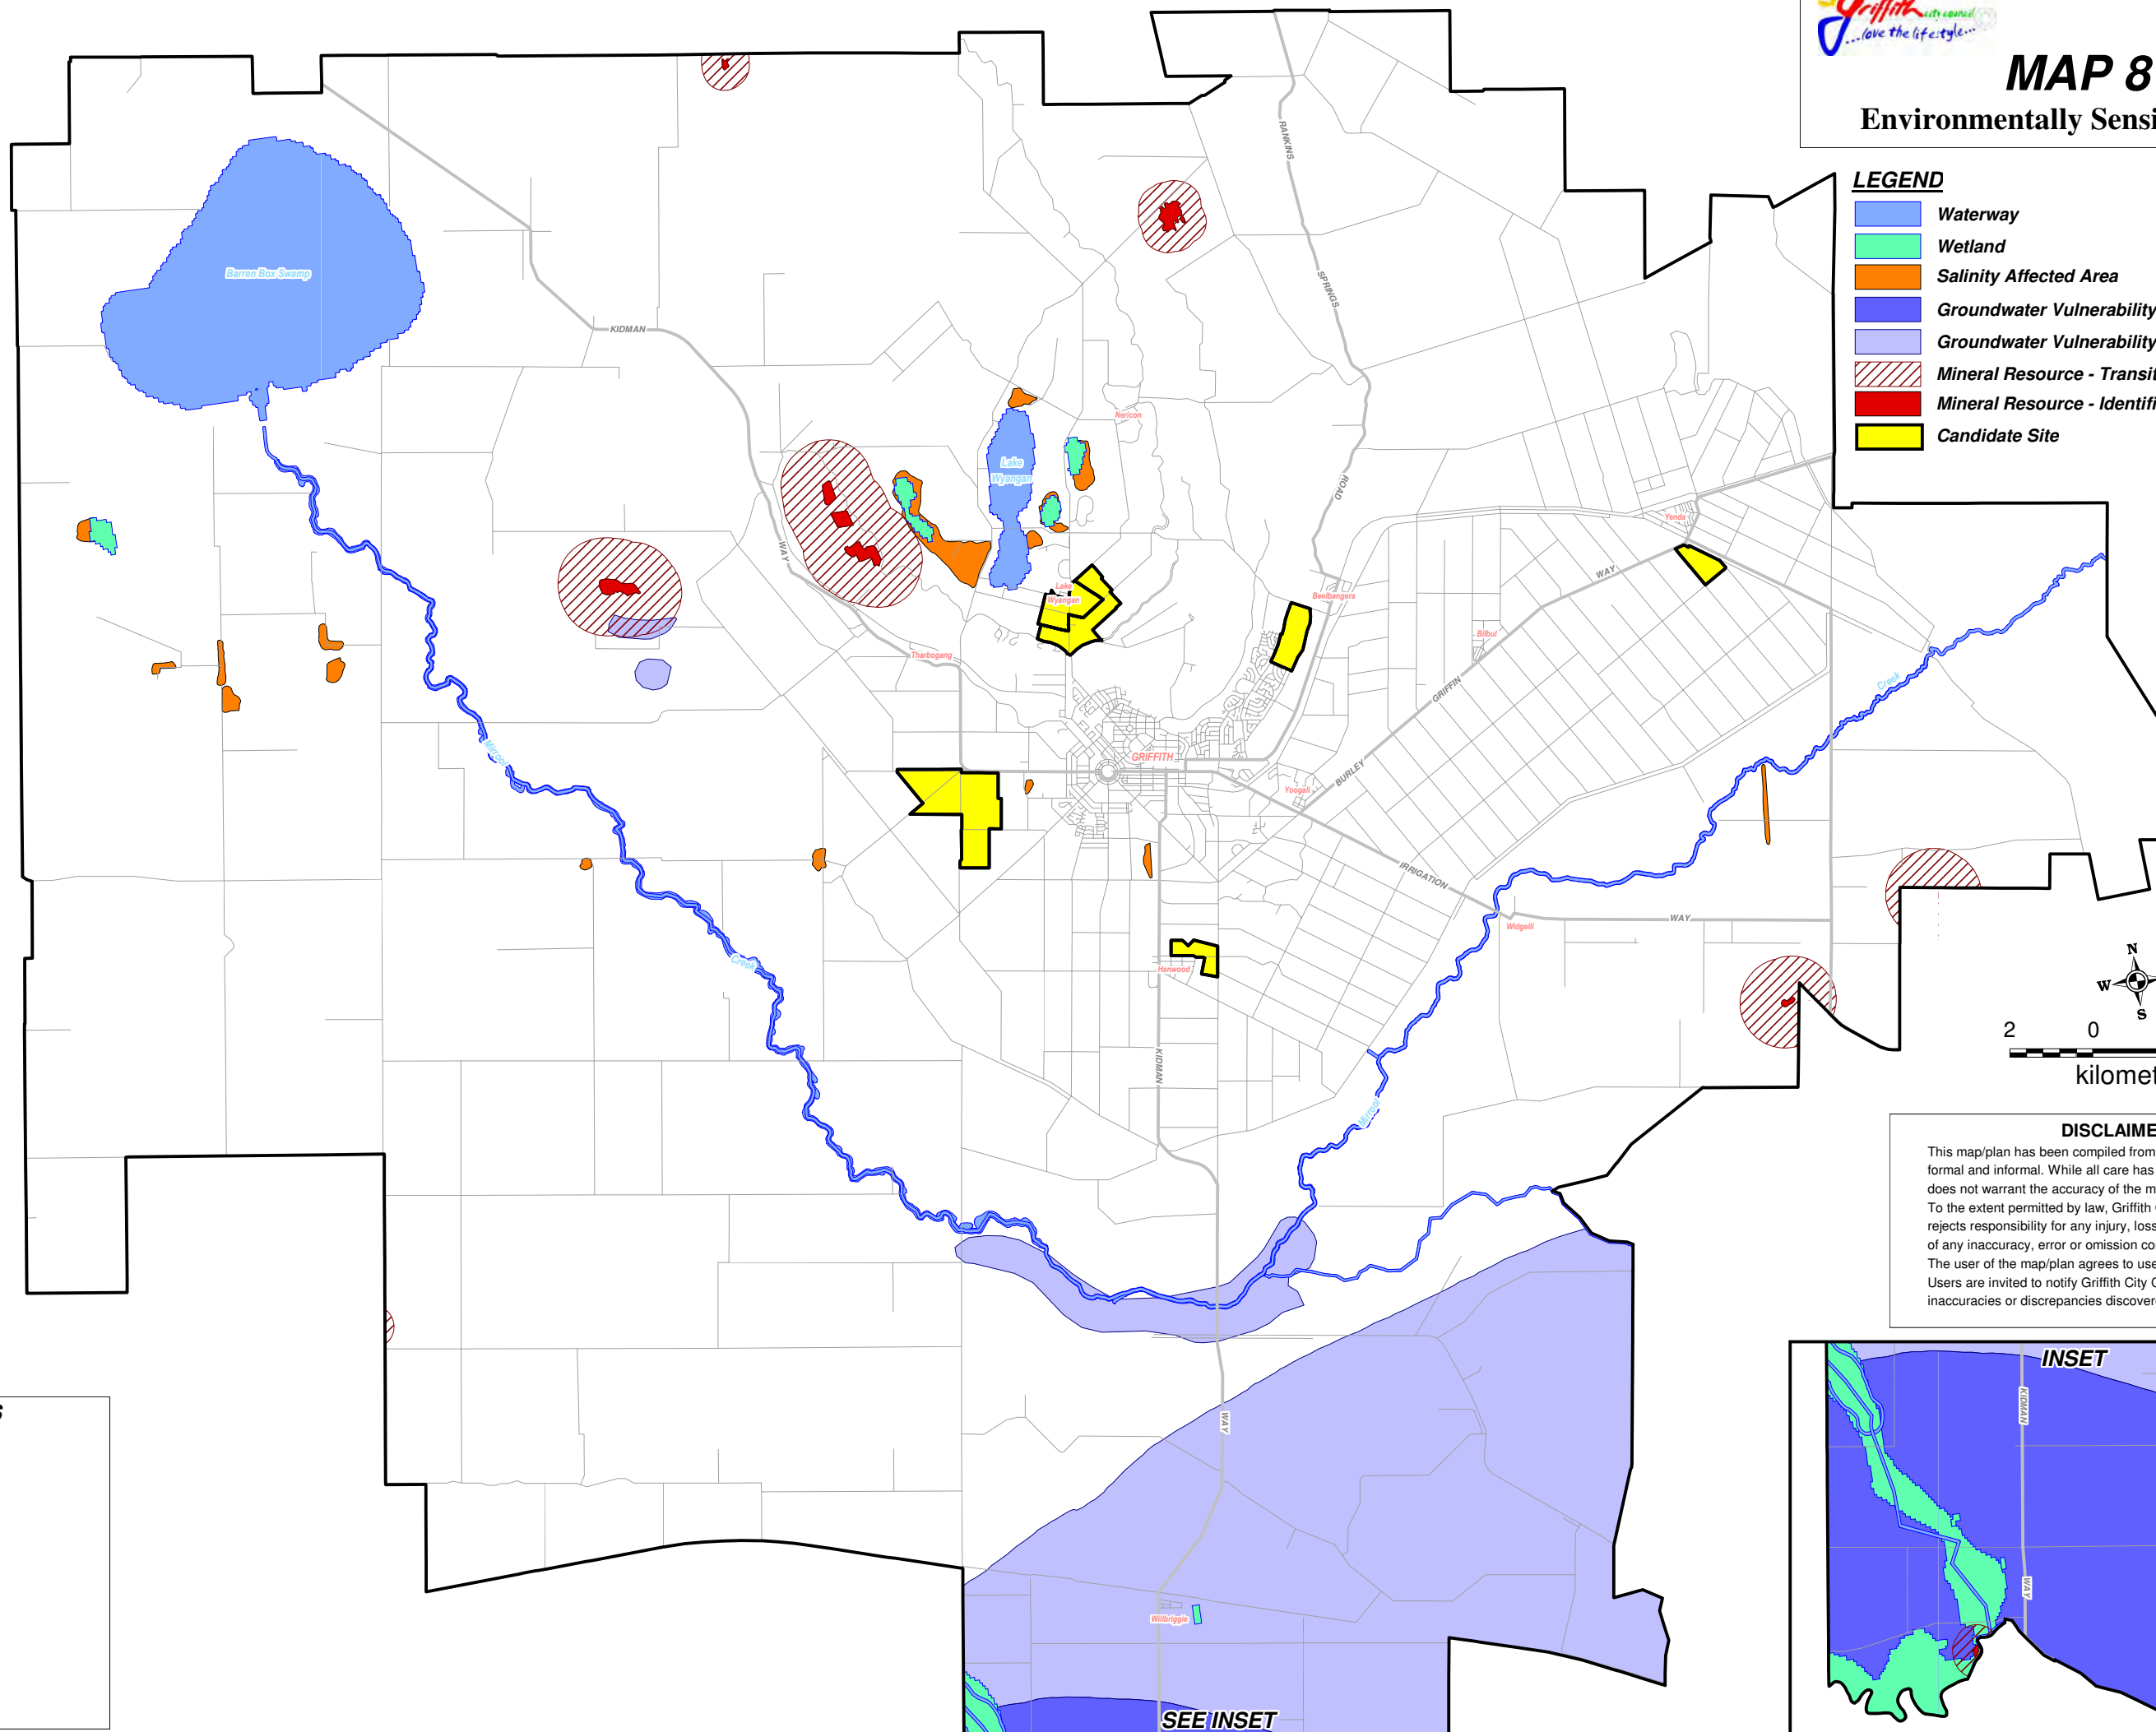 Griffith city council
...love the lifestyle...
MAP 8
Environmentally Sensi
LEGEND
Waterway
Wetland
Salinity Affected Area
Groundwater Vulnerability
Groundwater Vulnerability
Mineral Resource - Transit
Mineral Resource - Identifi
Candidate Site
Barren Box Swamp
KIDMAN
WAY
RANKINS
SPRINGS
ROAD
Nericon
Lake
Wyangan
Lake
Wyangan
Tharbogang
Beelbangera
Yenda
WAY
Bilbul
GRIFFIN
BURLEY
GRIFFITH
Yoogali
IRRIGATION
WAY
Widgelli
Hanwood
KIDMAN
WAY
Mirrool
Creek
Mirrool
Creek
Willbriggie
SEE INSET
N
W
S
2 0
kilomet
DISCLAIME
This map/plan has been compiled from
formal and informal. While all care has
does not warrant the accuracy of the m
To the extent permitted by law, Griffith
rejects responsibility for any injury, loss
of any inaccuracy, error or omission co
The user of the map/plan agrees to use
Users are invited to notify Griffith City C
inaccuracies or discrepancies discover
INSET
KIDMAN
WAY
S